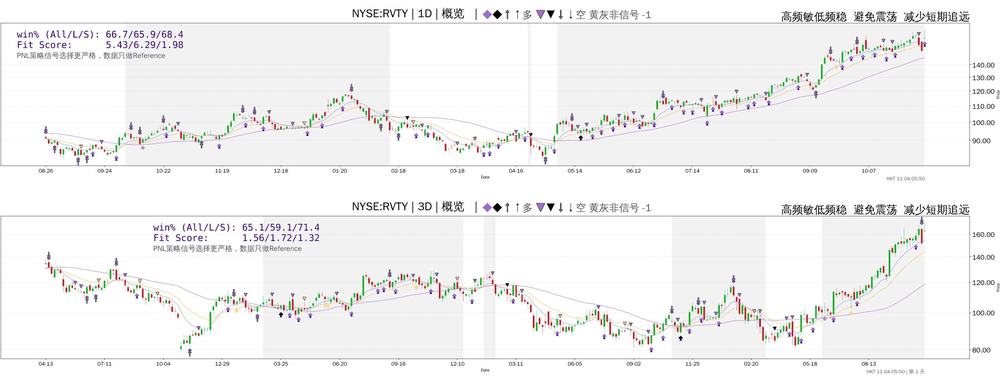 NYSE:RVTY | 1D | 概览 | ◆◆↑↑多 ▼▼↓↓空 黄灰非信号 -1
高频敏低频稳 避免震荡 减少短期追远
win% (All/L/S): 66.7/65.9/68.4
Fit Score: 5.43/6.29/1.98
PNL策略信号选择更严格，数据只做Reference
140.00
120.00
110.00
100.00
90.00
Price
08-26 09-24 10-22 11-19 12-18 01-20 02-18 03-18 04-16 05-14 06-12 07-14 08-11 09-09 10-07
Date
HKT 11-04 05:50
NYSE:RVTY | 3D | 概览 | ◆◆↑↑多 ▼▼↓↓空 黄灰非信号 -1
高频敏低频稳 避免震荡 减少短期追远
win% (All/L/S): 65.1/59.1/71.4
Fit Score: 1.56/1.72/1.32
PNL策略信号选择更严格，数据只做Reference
160.00
140.00
120.00
100.00
80.00
Price
04-13 07-11 10-04 12-29 03-28 06-20 09-15 12-10 03-11 06-05 09-02 11-25 02-25 05-18 08-13
Date
HKT 11-04 05:50 | 第 1 天